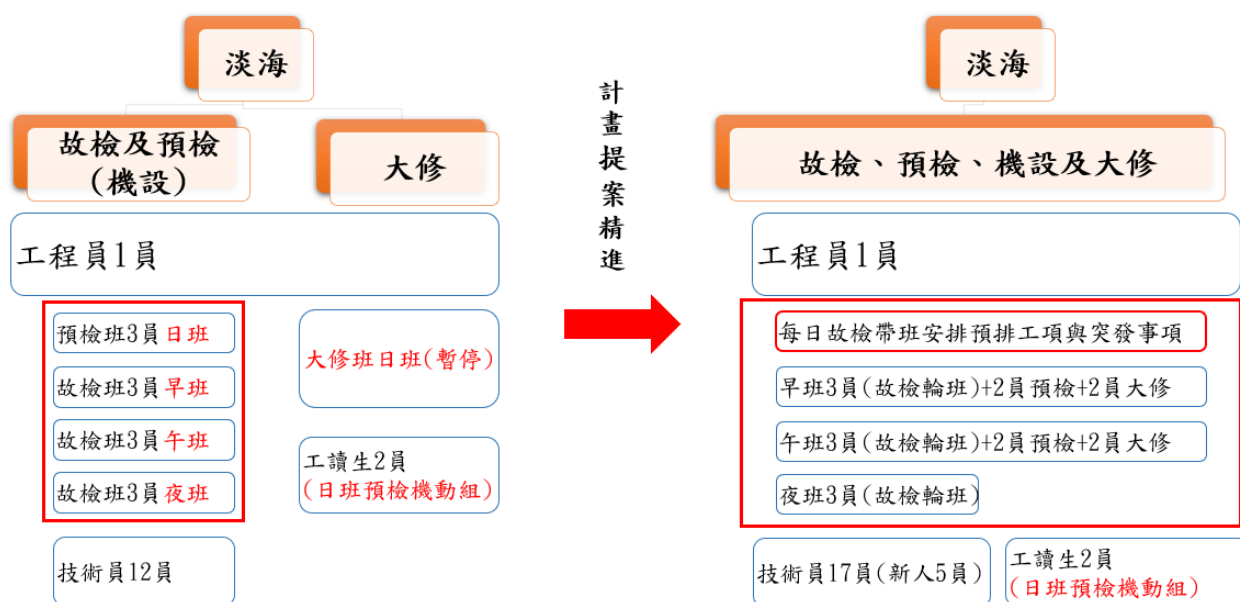 淡海
故檢及預檢
(機設)
大修
工程員1員
預檢班3員日班
故檢班3員早班
故檢班3員午班
故檢班3員夜班
技術員12員
大修班日班(暫停)
工讀生2員
(日班預檢機動組)
計畫提案精進
淡海
故檢、預檢、機設及大修
工程員1員
每日故檢帶班安排預排工項與突發事項
早班3員(故檢輪班)+2員預檢+2員大修
午班3員(故檢輪班)+2員預檢+2員大修
夜班3員(故檢輪班)
技術員17員(新人5員)
工讀生2員
(日班預檢機動組)